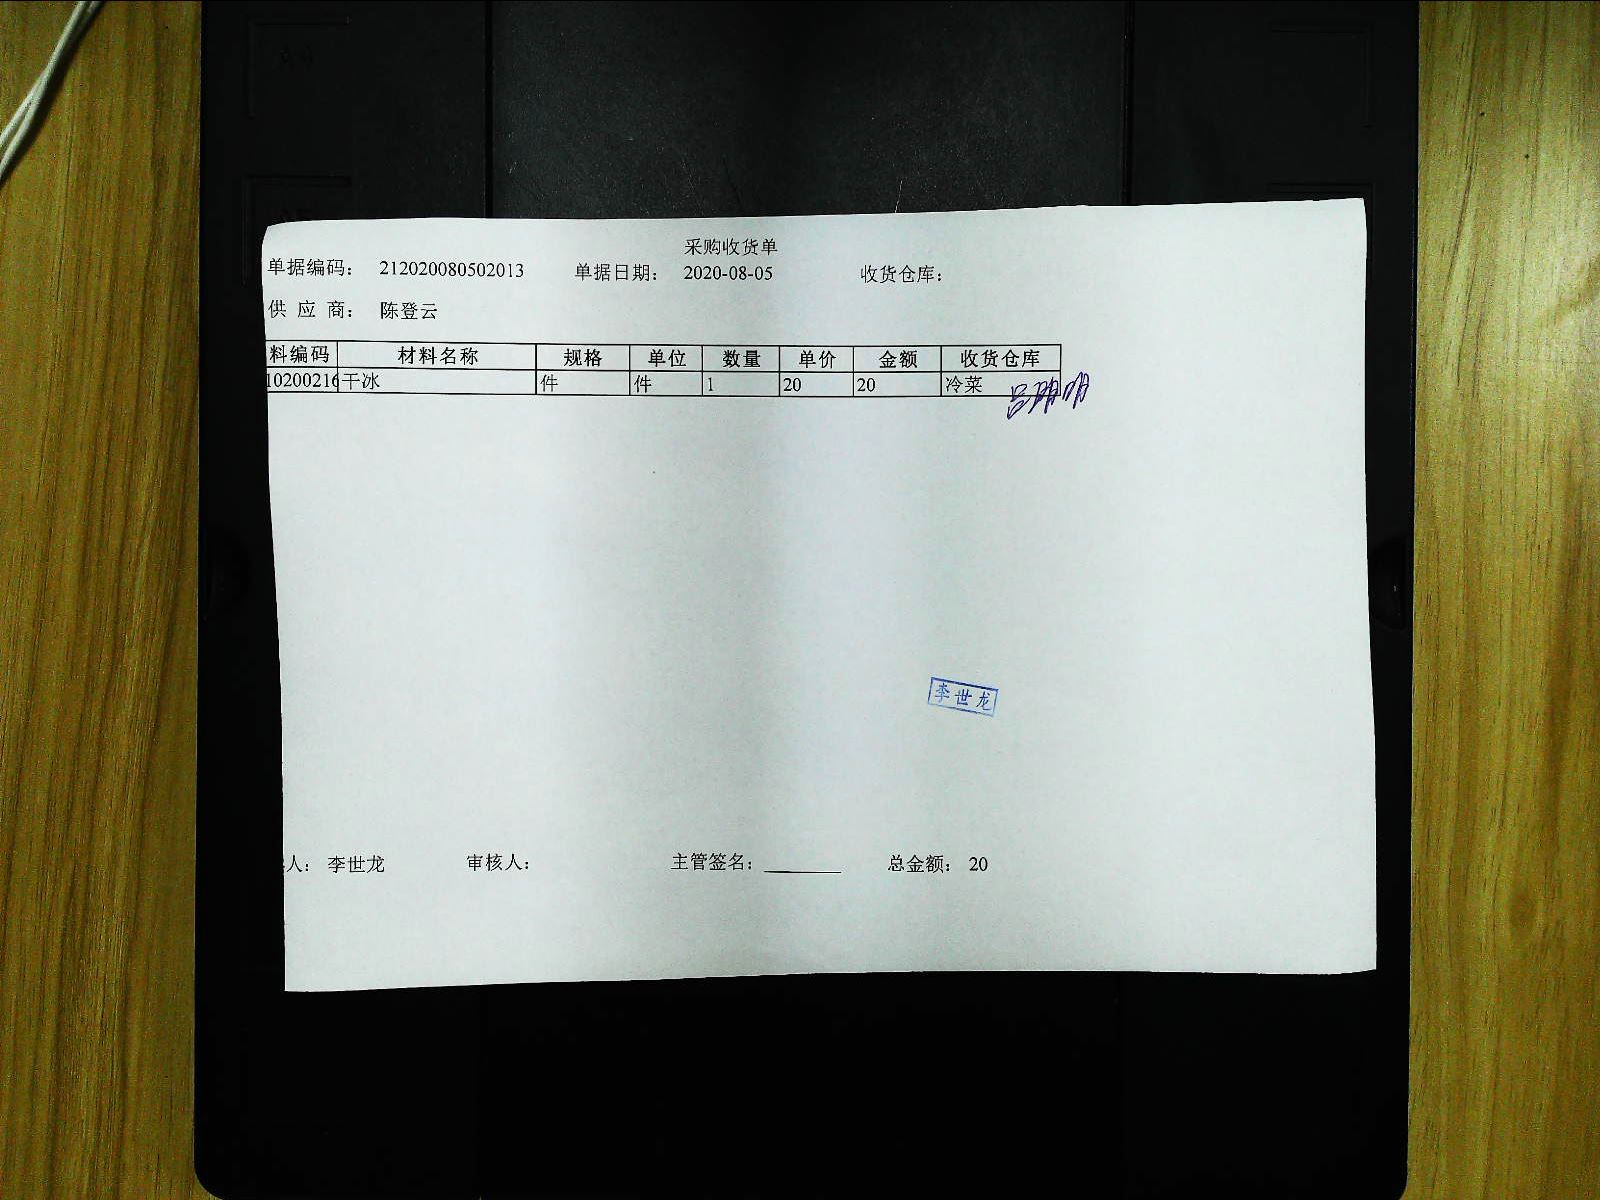 采购收货单
单据编码： 212020080502013 单据日期： 2020-08-05 收货仓库：
供 应 商： 陈登云
料编码 材料名称 规格 单位 数量 单价 金额 收货仓库
10200216 干冰 件 件 1 20 20 冷菜
吕明明
李世龙
人： 李世龙 审核人： 主管签名： 总金额： 20